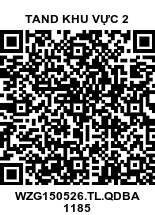 TAND KHU VỰC 2
WZG150526.TL.QDBA
1185